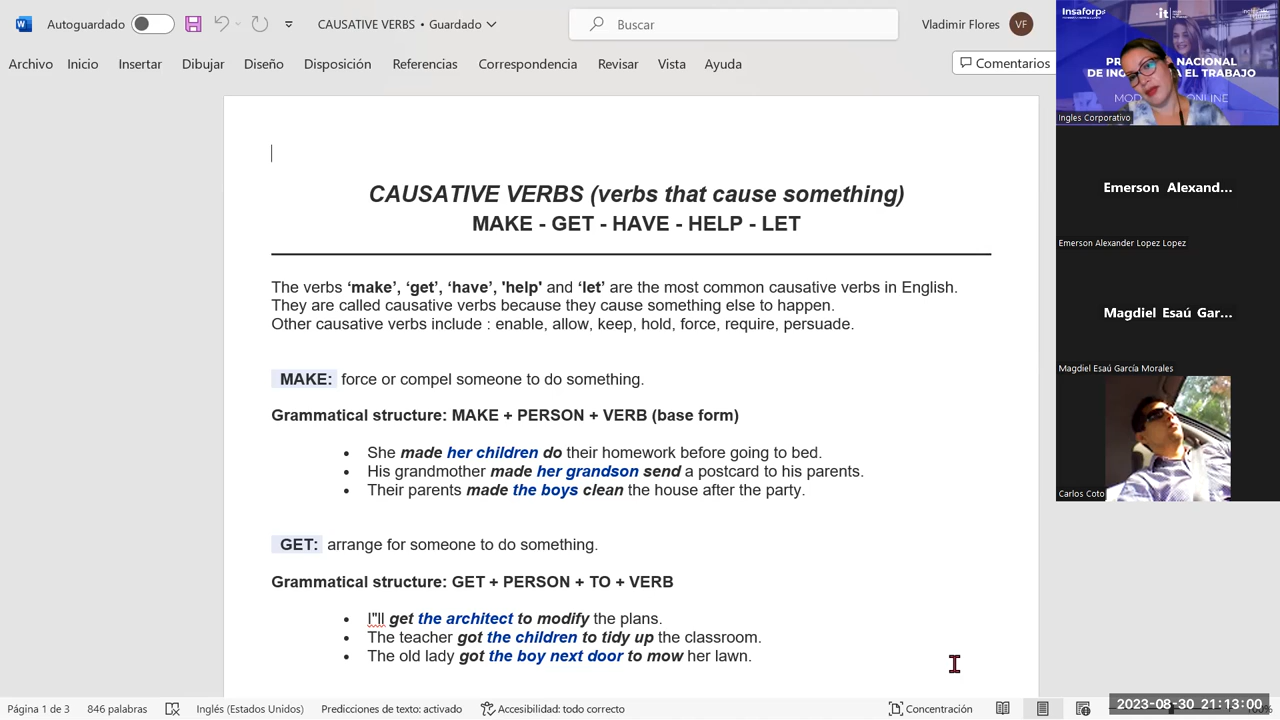 Autoguardado
CAUSATIVE VERBS • Guardado
Buscar
Vladimir Flores
VF
Archivo Inicio Insertar Dibujar Diseño Disposición Referencias Correspondencia Revisar Vista Ayuda
Comentarios
CAUSATIVE VERBS (verbs that cause something)
MAKE - GET - HAVE - HELP - LET
The verbs ‘make’, ‘get’, ‘have’, 'help' and ‘let’ are the most common causative verbs in English.
They are called causative verbs because they cause something else to happen.
Other causative verbs include : enable, allow, keep, hold, force, require, persuade.
MAKE: force or compel someone to do something.
Grammatical structure: MAKE + PERSON + VERB (base form)
• She made her children do their homework before going to bed.
• His grandmother made her grandson send a postcard to his parents.
• Their parents made the boys clean the house after the party.
GET: arrange for someone to do something.
Grammatical structure: GET + PERSON + TO + VERB
• I"ll get the architect to modify the plans.
• The teacher got the children to tidy up the classroom.
• The old lady got the boy next door to mow her lawn.
Página 1 de 3 846 palabras Inglés (Estados Unidos) Predicciones de texto: activado Accesibilidad: todo correcto Concentración
2023-08-30 21:13:00
Insaforp
it
NACIONAL
EL TRABAJO
Ingles Corporativo
Emerson Alexand...
Emerson Alexander Lopez Lopez
Magdiel Esaú Gar...
Magdiel Esaú García Morales
Carlos Coto